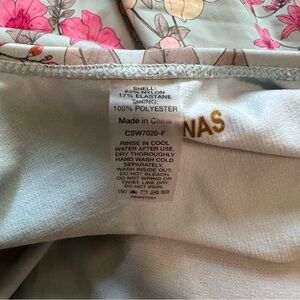 SHELL:
83% NYLON
17% ELASTANE
LINING:
100% POLYESTER
Made in China
CSW7020-F
RINSE IN COOL
WATER AFTER USE.
DRY THOROUGHLY
HAND WASH COLD
SEPARATELY.
WASH INSIDE OUT.
DO NOT BLEACH.
DO NOT WRING OR
TWIST. LINE DRY.
DO NOT IRON.
NAS